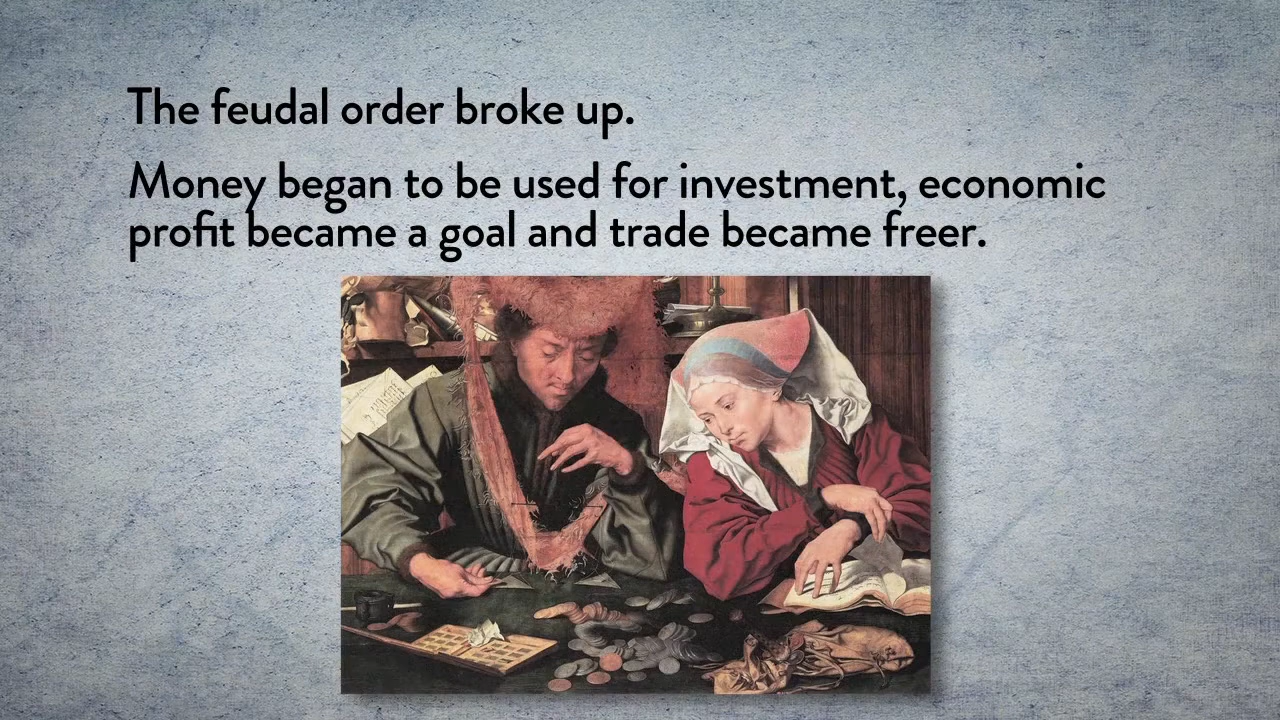 The feudal order broke up.
Money began to be used for investment, economic
profit became a goal and trade became freer.